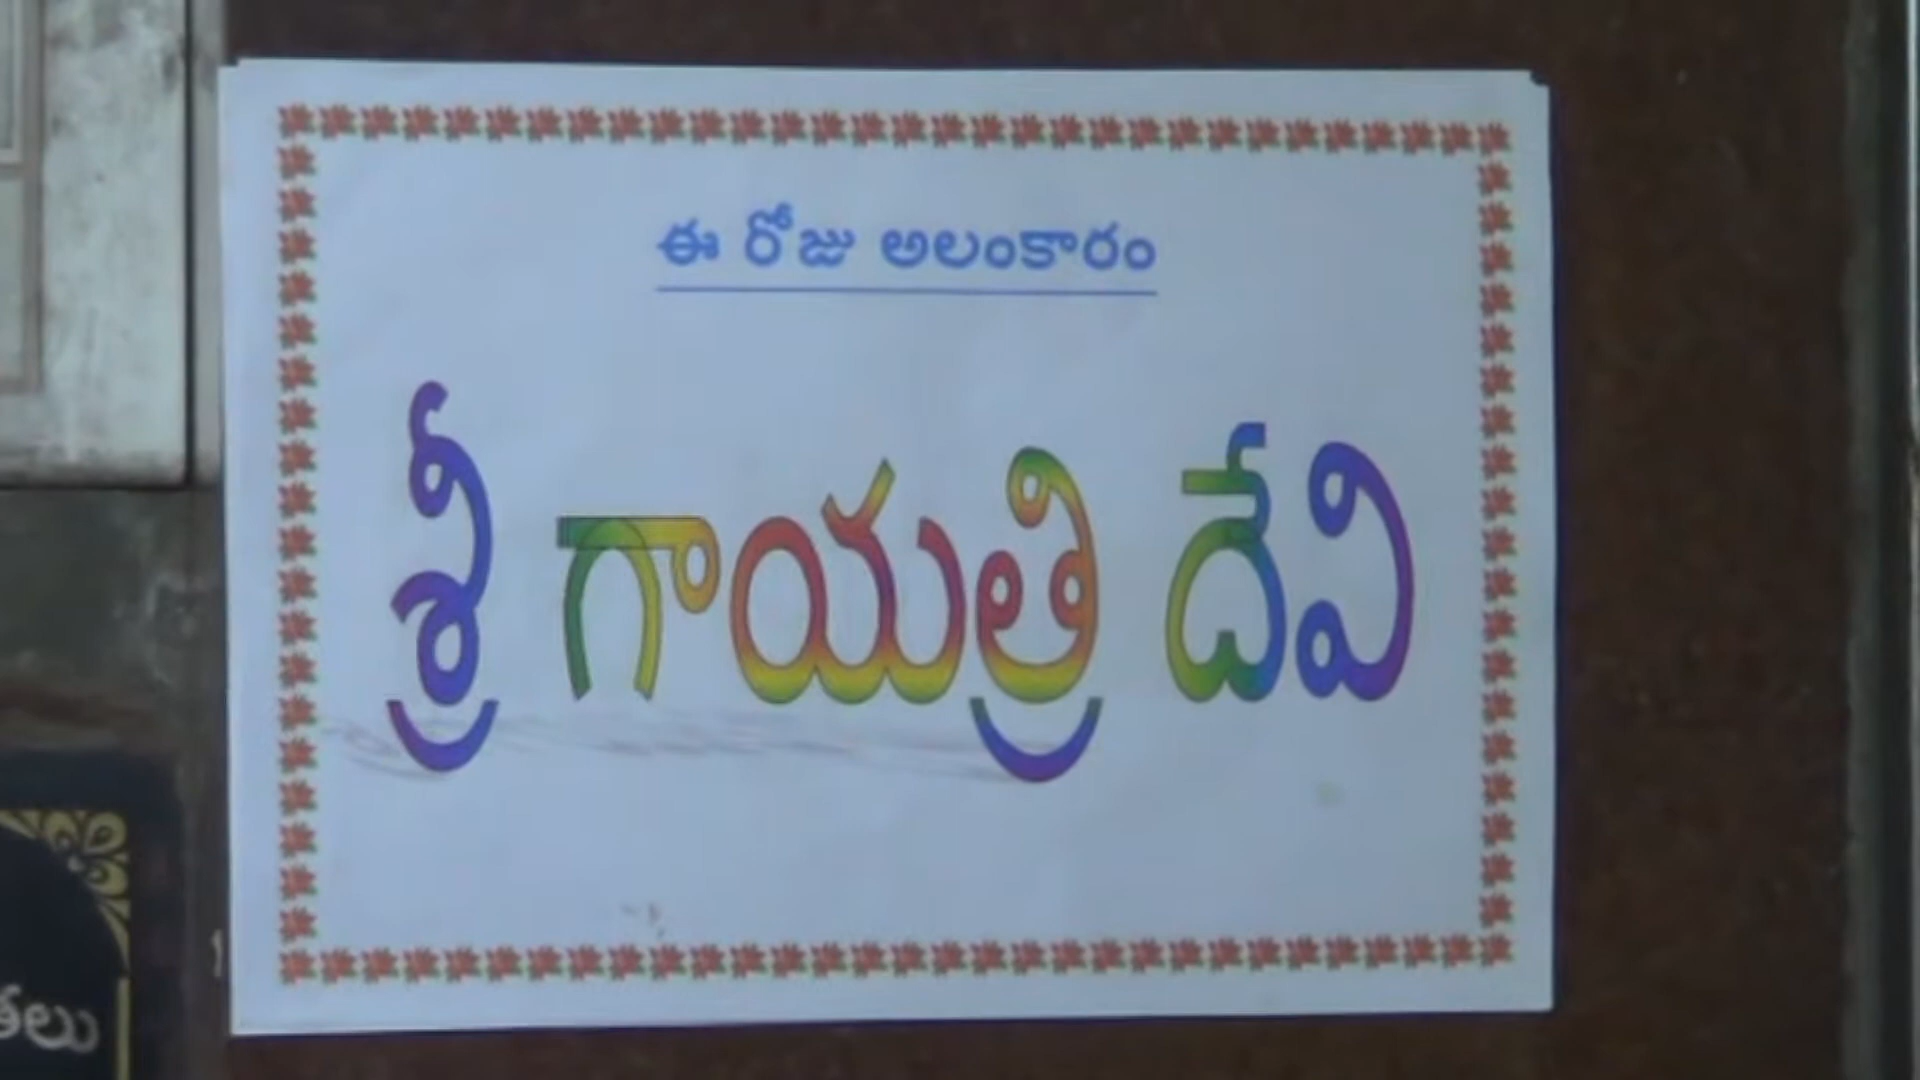 ఈ రోజు అలంకారం
శ్రీ గాయత్రి దేవి